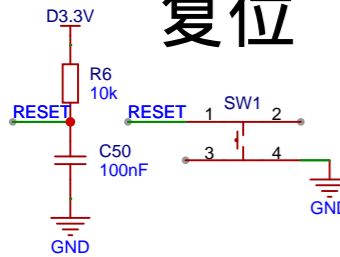 复位
D3.3V
R6
10k
RESET
C50
100nF
GND
RESET
SW1
1 2
3 4
GND